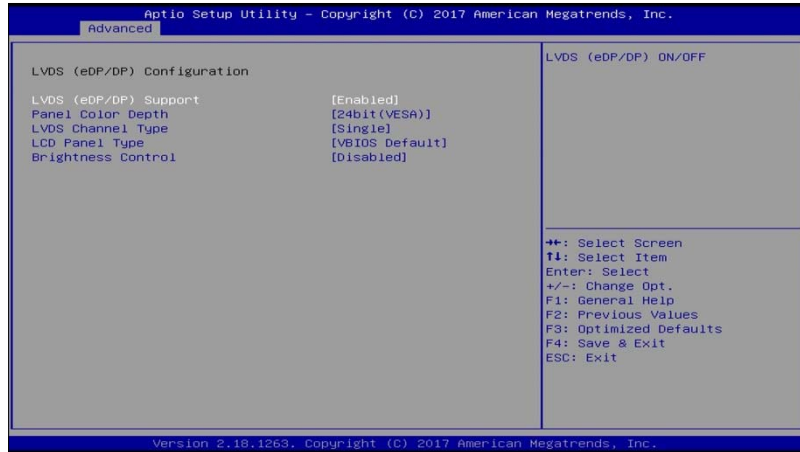 Aptio Setup Utility – Copyright (C) 2017 American Megatrends, Inc.
Advanced
LVDS (eDP/DP) Configuration
LVDS (eDP/DP) Support [Enabled]
Panel Color Depth [24bit(VESA)]
LVDS Channel Type [Single]
LCD Panel Type [VBIOS Default]
Brightness Control [Disabled]
LVDS (eDP/DP) ON/OFF
→←: Select Screen
↑↓: Select Item
Enter: Select
+/-: Change Opt.
F1: General Help
F2: Previous Values
F3: Optimized Defaults
F4: Save & Exit
ESC: Exit
Version 2.18.1263. Copyright (C) 2017 American Megatrends, Inc.